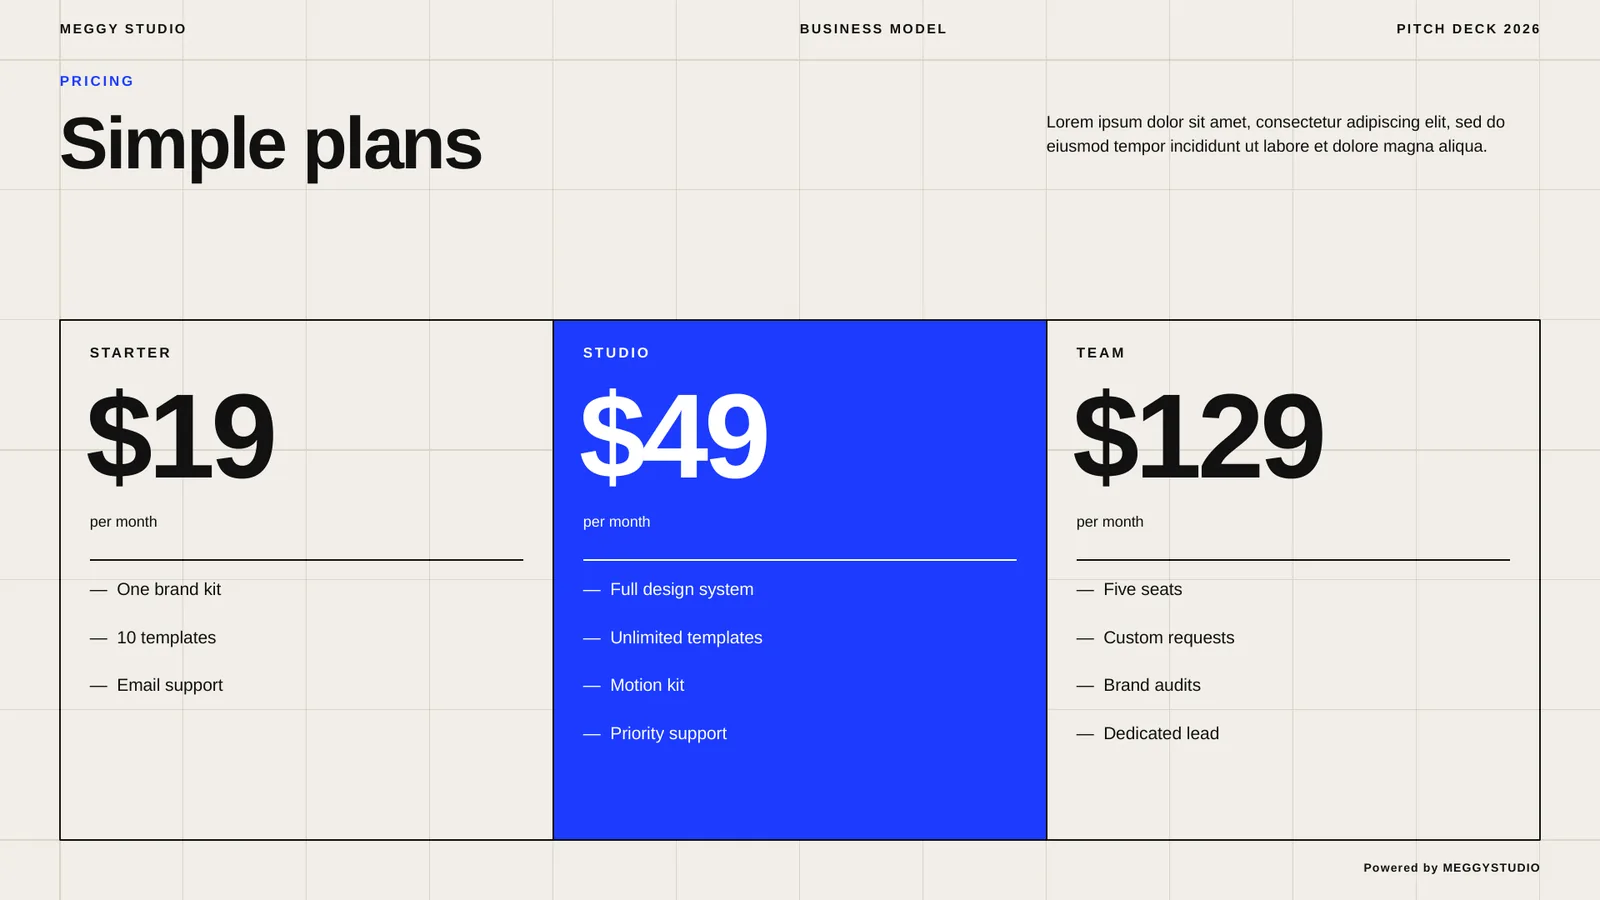 MEGGY STUDIO
BUSINESS MODEL
PITCH DECK 2026
PRICING
Simple plans
Lorem ipsum dolor sit amet, consectetur adipiscing elit, sed do
eiusmod tempor incididunt ut labore et dolore magna aliqua.
STARTER
$19
per month
— One brand kit
— 10 templates
— Email support
STUDIO
$49
per month
— Full design system
— Unlimited templates
— Motion kit
— Priority support
TEAM
$129
per month
— Five seats
— Custom requests
— Brand audits
— Dedicated lead
Powered by MEGGYSTUDIO